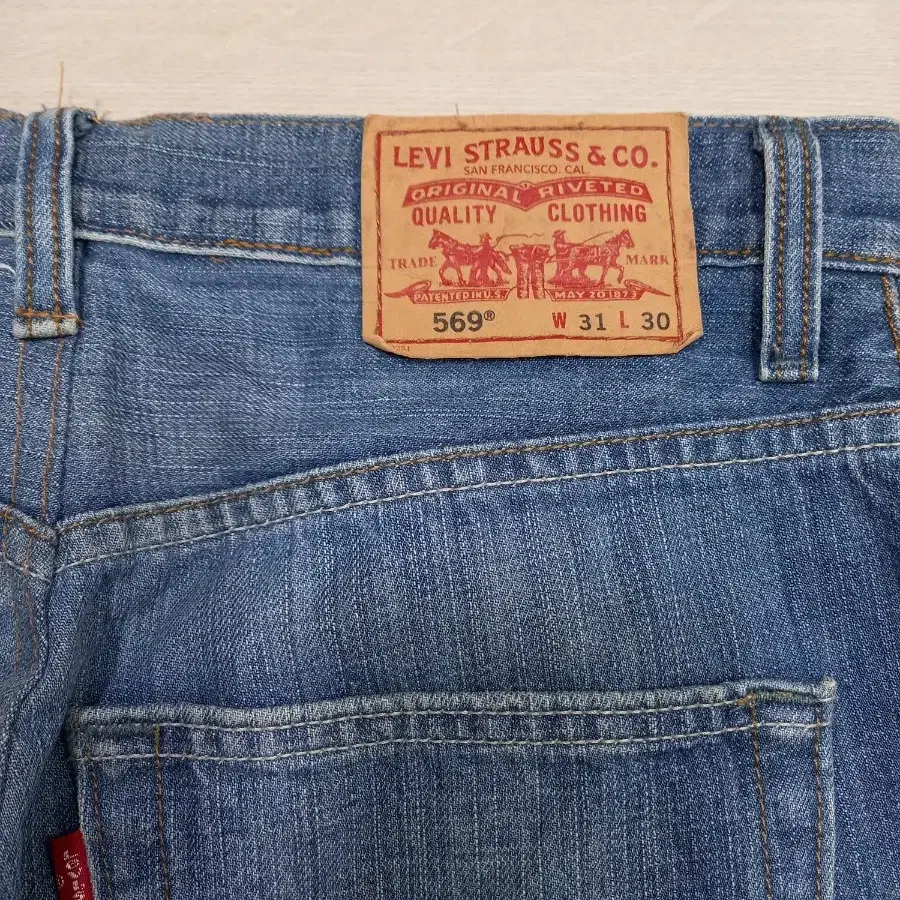 LEVI STRAUSS & CO.
SAN FRANCISCO, CAL.
ORIGINAL RIVETED
QUALITY CLOTHING
TRADE MARK
PATENTED IN U.S. MAY 20 1873
569® W 31 L 30